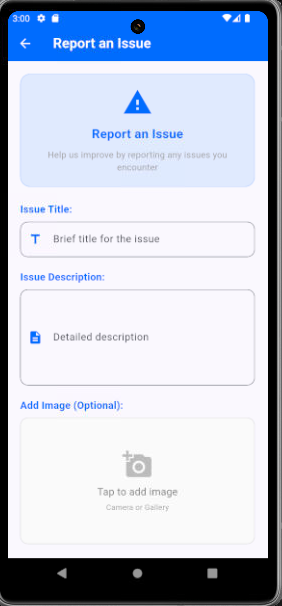 3:00
Report an Issue
Report an Issue
Help us improve by reporting any issues you
encounter
Issue Title:
Brief title for the issue
Issue Description:
Detailed description
Add Image (Optional):
Tap to add image
Camera or Gallery